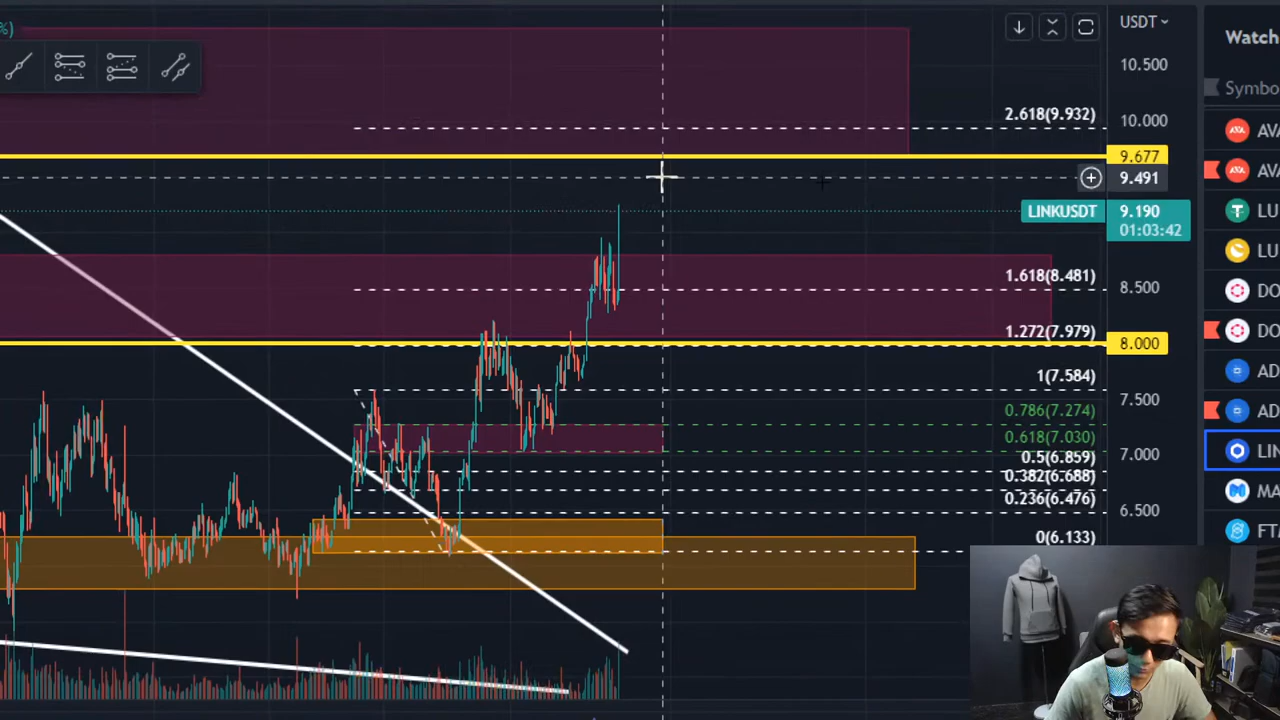 %)
USDT
Watch
10.500
Symbo
2.618(9.932)
10.000
AVA
9.677
AVA
9.491
LINKUSDT
9.190
LU
01:03:42
LU
1.618(8.481)
8.500
DO
1.272(7.979)
8.000
DO
1(7.584)
AD
7.500
0.786(7.274)
AD
0.618(7.030)
0.5(6.859)
7.000
LIN
0.382(6.688)
0.236(6.476)
MA
6.500
0(6.133)
FT